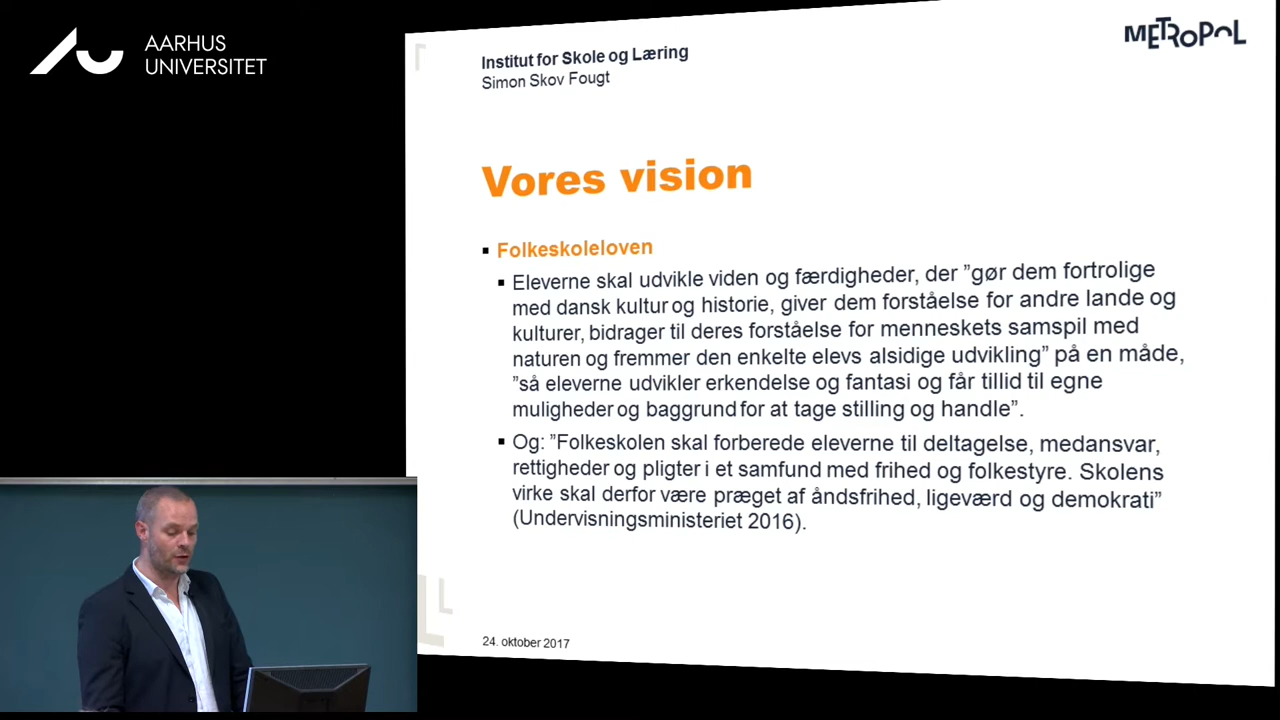 AARHUS
UNIVERSITET
METROPOL
Institut for Skole og Læring
Simon Skov Fougt
Vores vision
Folkeskoleloven
Eleverne skal udvikle viden og færdigheder, der ”gør dem fortrolige
med dansk kultur og historie, giver dem forståelse for andre lande og
kulturer, bidrager til deres forståelse for menneskets samspil med
naturen og fremmer den enkelte elevs alsidige udvikling” på en måde,
”så eleverne udvikler erkendelse og fantasi og får tillid til egne
muligheder og baggrund for at tage stilling og handle”.
Og: ”Folkeskolen skal forberede eleverne til deltagelse, medansvar,
rettigheder og pligter i et samfund med frihed og folkestyre. Skolens
virke skal derfor være præget af åndsfrihed, ligeværd og demokrati”
(Undervisningsministeriet 2016).
24. oktober 2017